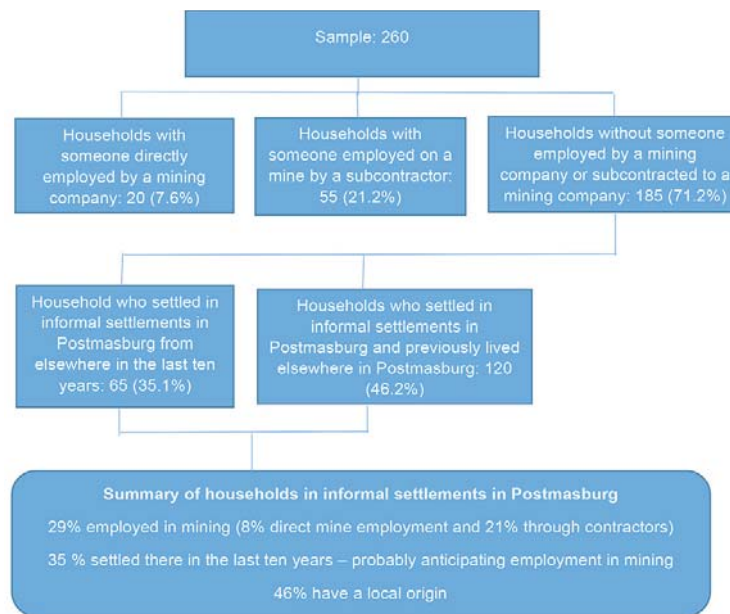 Sample: 260
Households with
someone directly
employed by a mining
company: 20 (7.6%)
Households with
someone employed on a
mine by a subcontractor:
55 (21.2%)
Households without someone
employed by a mining
company or subcontracted to a
mining company: 185 (71.2%)
Household who settled in
informal settlements in
Postmasburg from
elsewhere in the last ten
years: 65 (35.1%)
Households who settled in
informal settlements in
Postmasburg and previously lived
elsewhere in Postmasburg: 120
(46.2%)
Summary of households in informal settlements in Postmasburg
29% employed in mining (8% direct mine employment and 21% through contractors)
35 % settled there in the last ten years – probably anticipating employment in mining
46% have a local origin